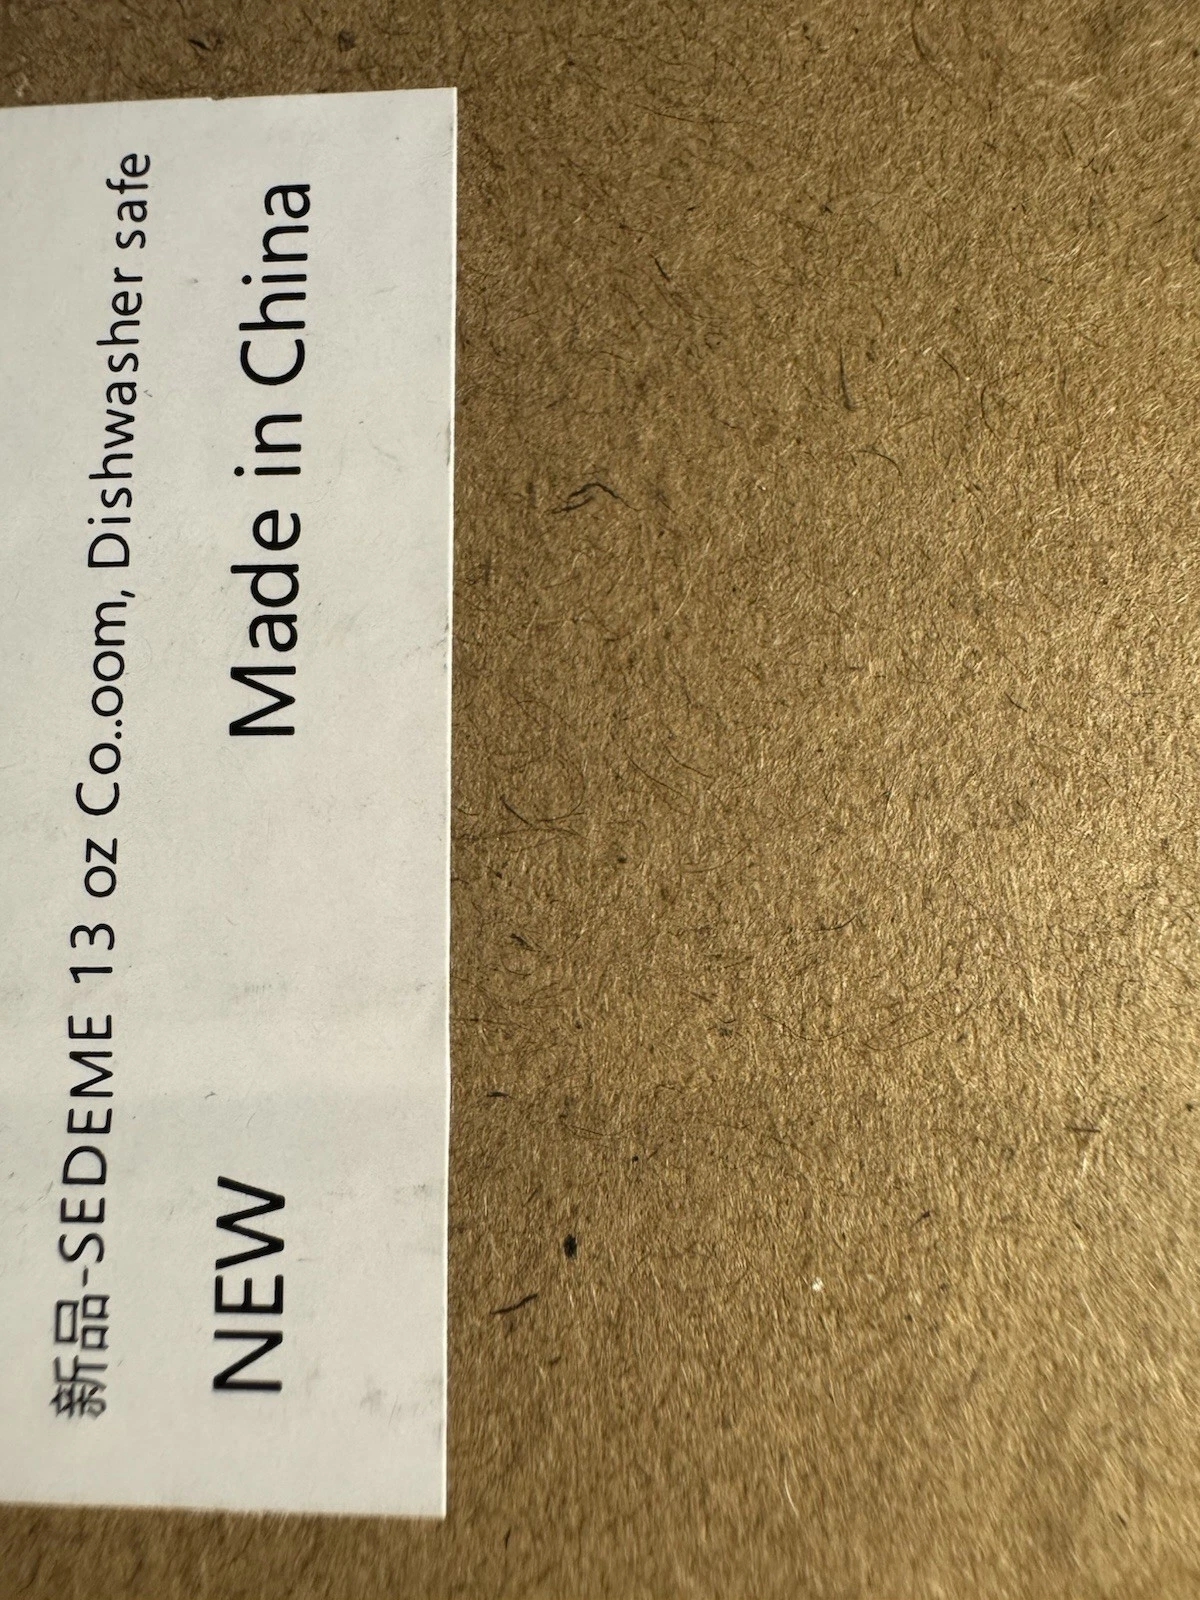 新品-SEDEME 13 oz Co..oom, Dishwasher safe
NEW Made in China